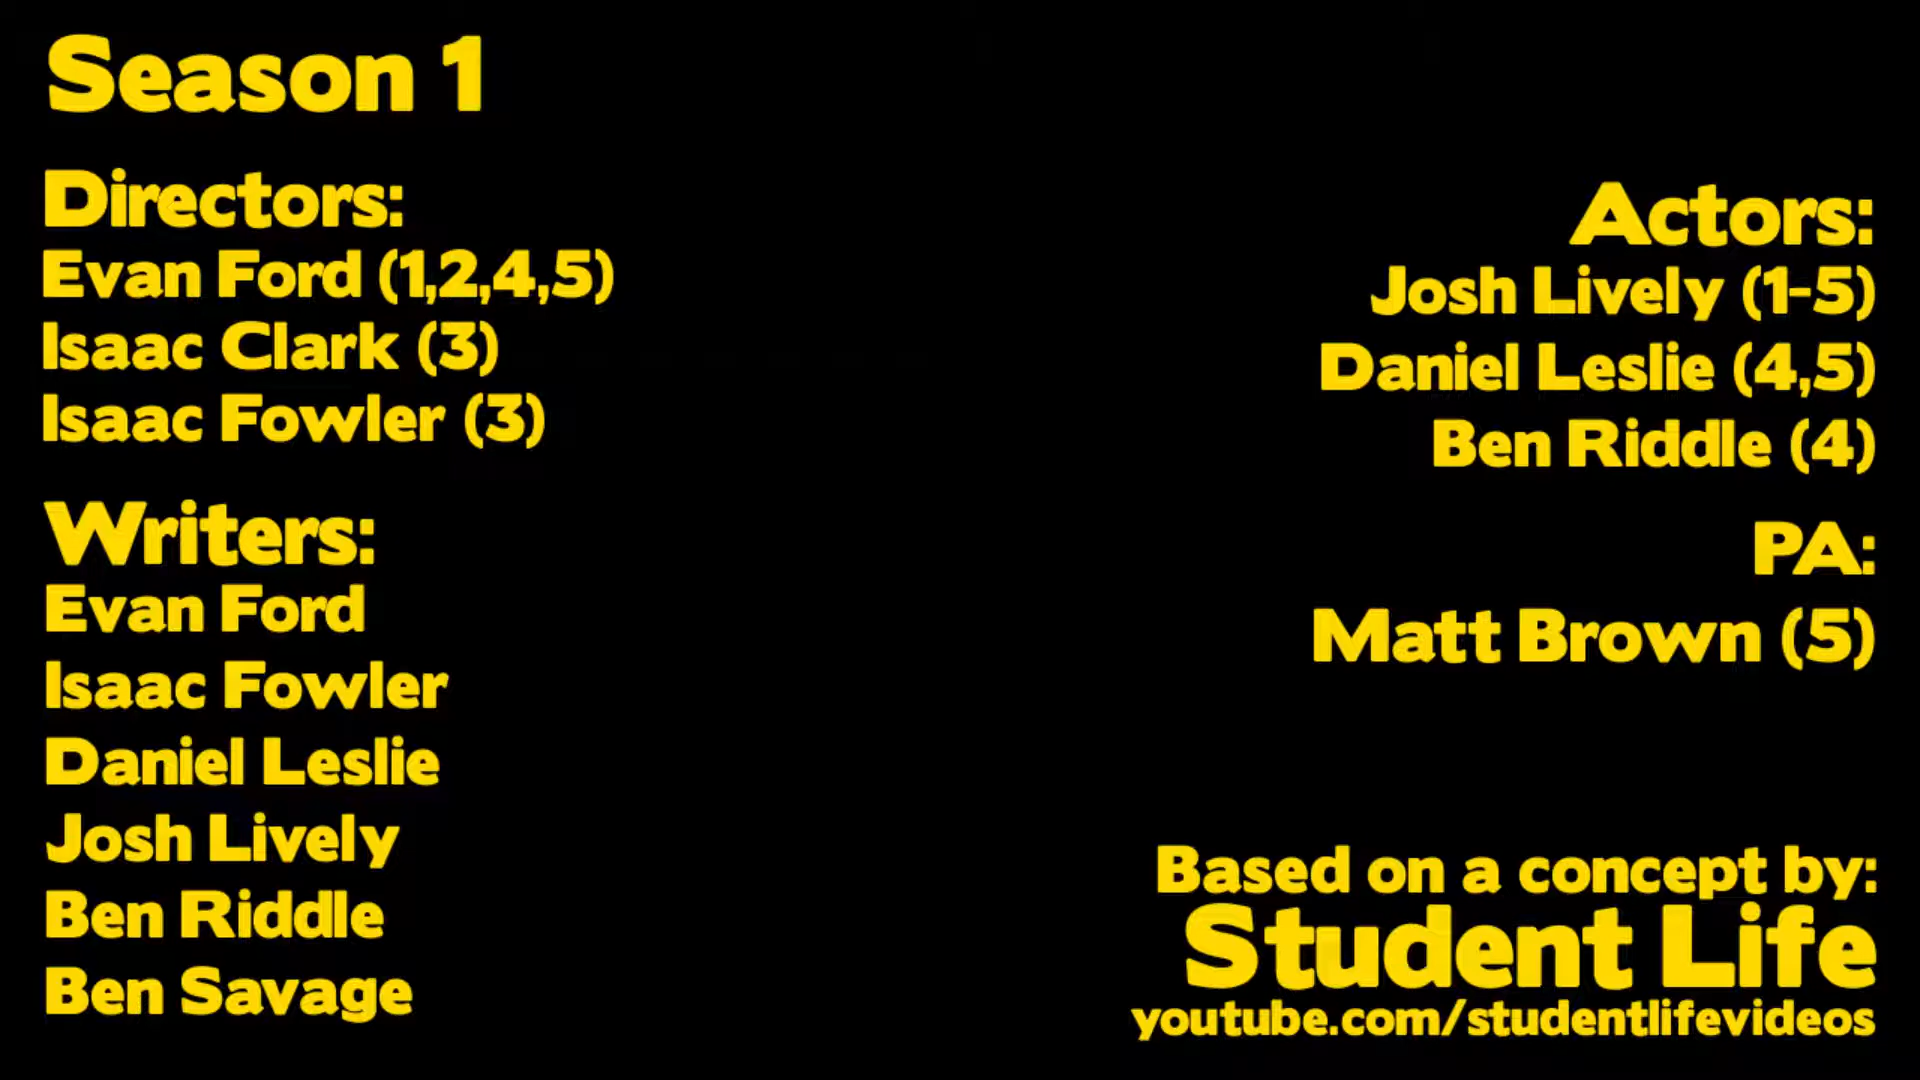 Season 1
Directors:
Evan Ford (1,2,4,5)
Isaac Clark (3)
Isaac Fowler (3)
Writers:
Evan Ford
Isaac Fowler
Daniel Leslie
Josh Lively
Ben Riddle
Ben Savage
Actors:
Josh Lively (1-5)
Daniel Leslie (4,5)
Ben Riddle (4)
PA:
Matt Brown (5)
Based on a concept by:
Student Life
youtube.com/studentlifevideos